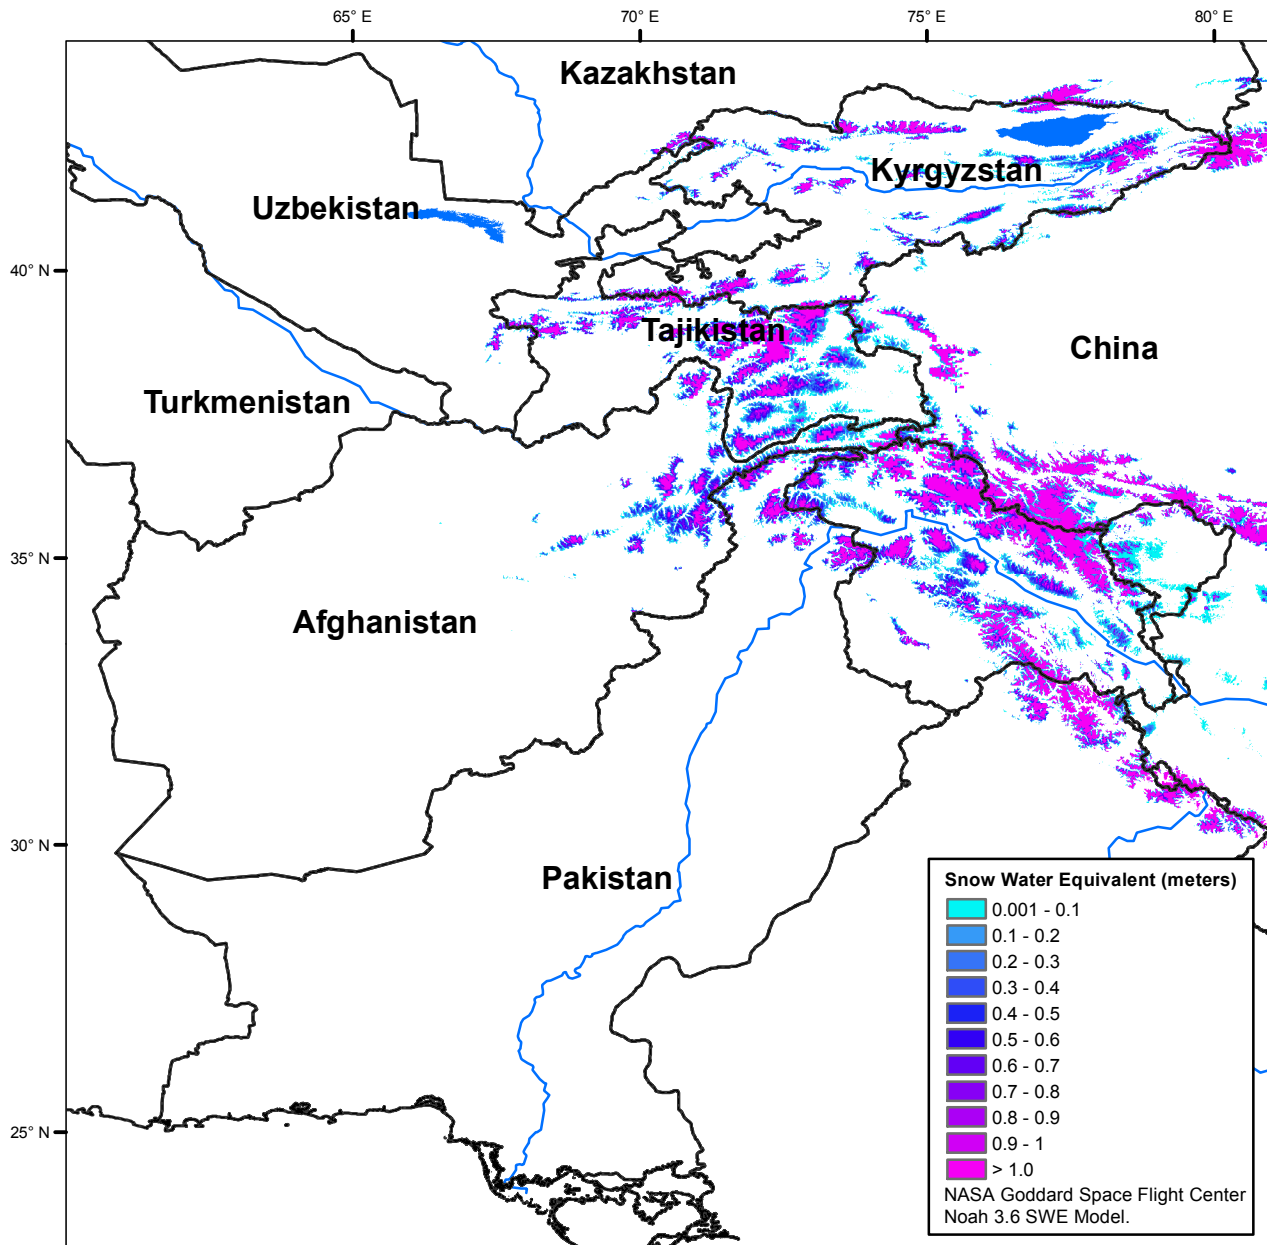 65° E
70° E
75° E
80° E
Kazakhstan
Kyrgyzstan
Uzbekistan
40° N
Tajikistan
China
Turkmenistan
35° N
Afghanistan
30° N
Pakistan
25° N
Snow Water Equivalent (meters)
0.001 - 0.1
0.1 - 0.2
0.2 - 0.3
0.3 - 0.4
0.4 - 0.5
0.5 - 0.6
0.6 - 0.7
0.7 - 0.8
0.8 - 0.9
0.9 - 1
> 1.0
NASA Goddard Space Flight Center
Noah 3.6 SWE Model.